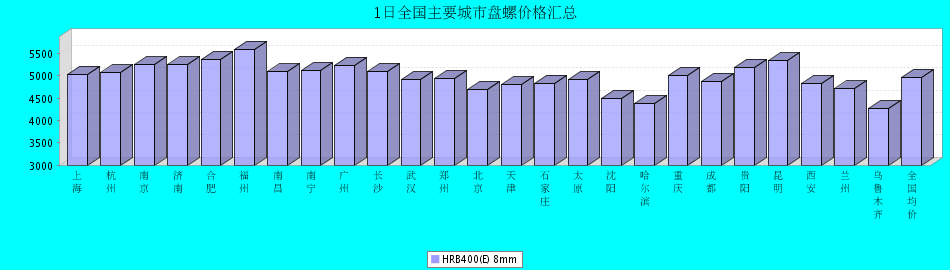 1日全国主要城市盘螺价格汇总
5500
5000
4500
4000
3500
3000
上海
杭州
南京
济南
合肥
福州
南昌
南宁
广州
长沙
武汉
郑州
北京
天津
石家庄
太原
沈阳
哈尔滨
重庆
成都
贵阳
昆明
西安
兰州
乌鲁木齐
全国均价
HRB400(E) 8mm